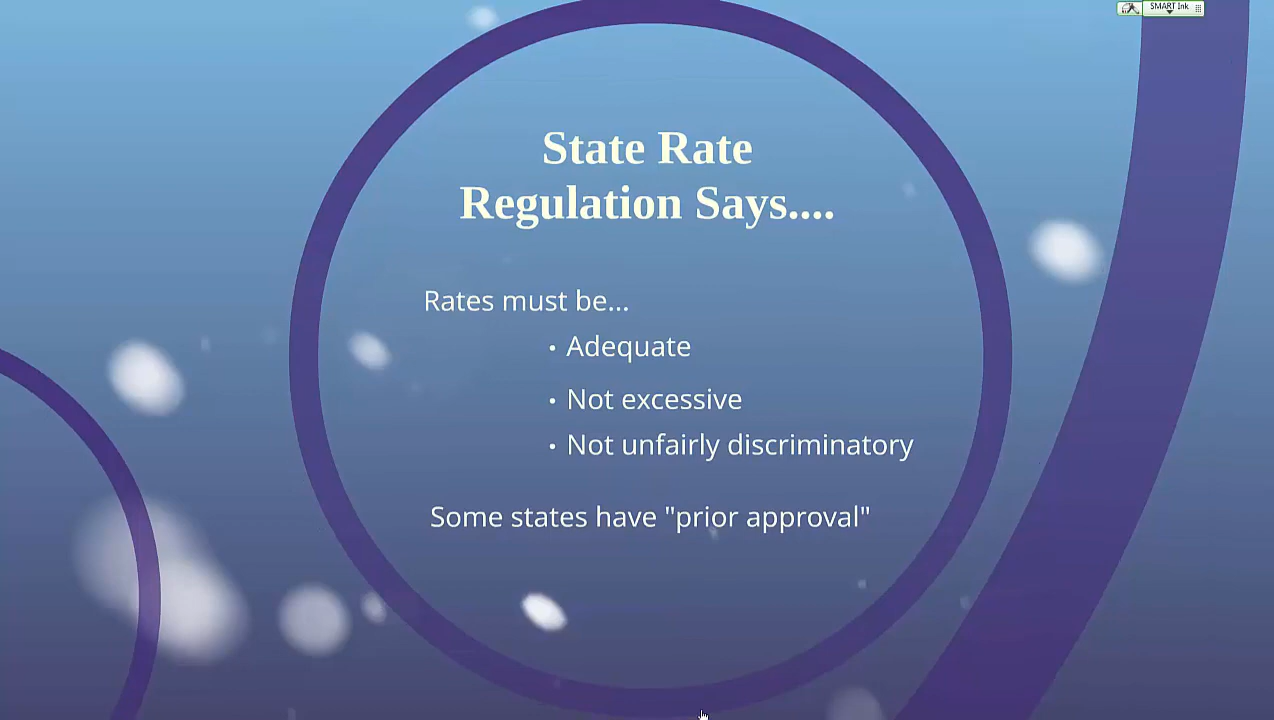 SMART Ink
State Rate
Regulation Says....
Rates must be...
• Adequate
• Not excessive
• Not unfairly discriminatory
Some states have "prior approval"